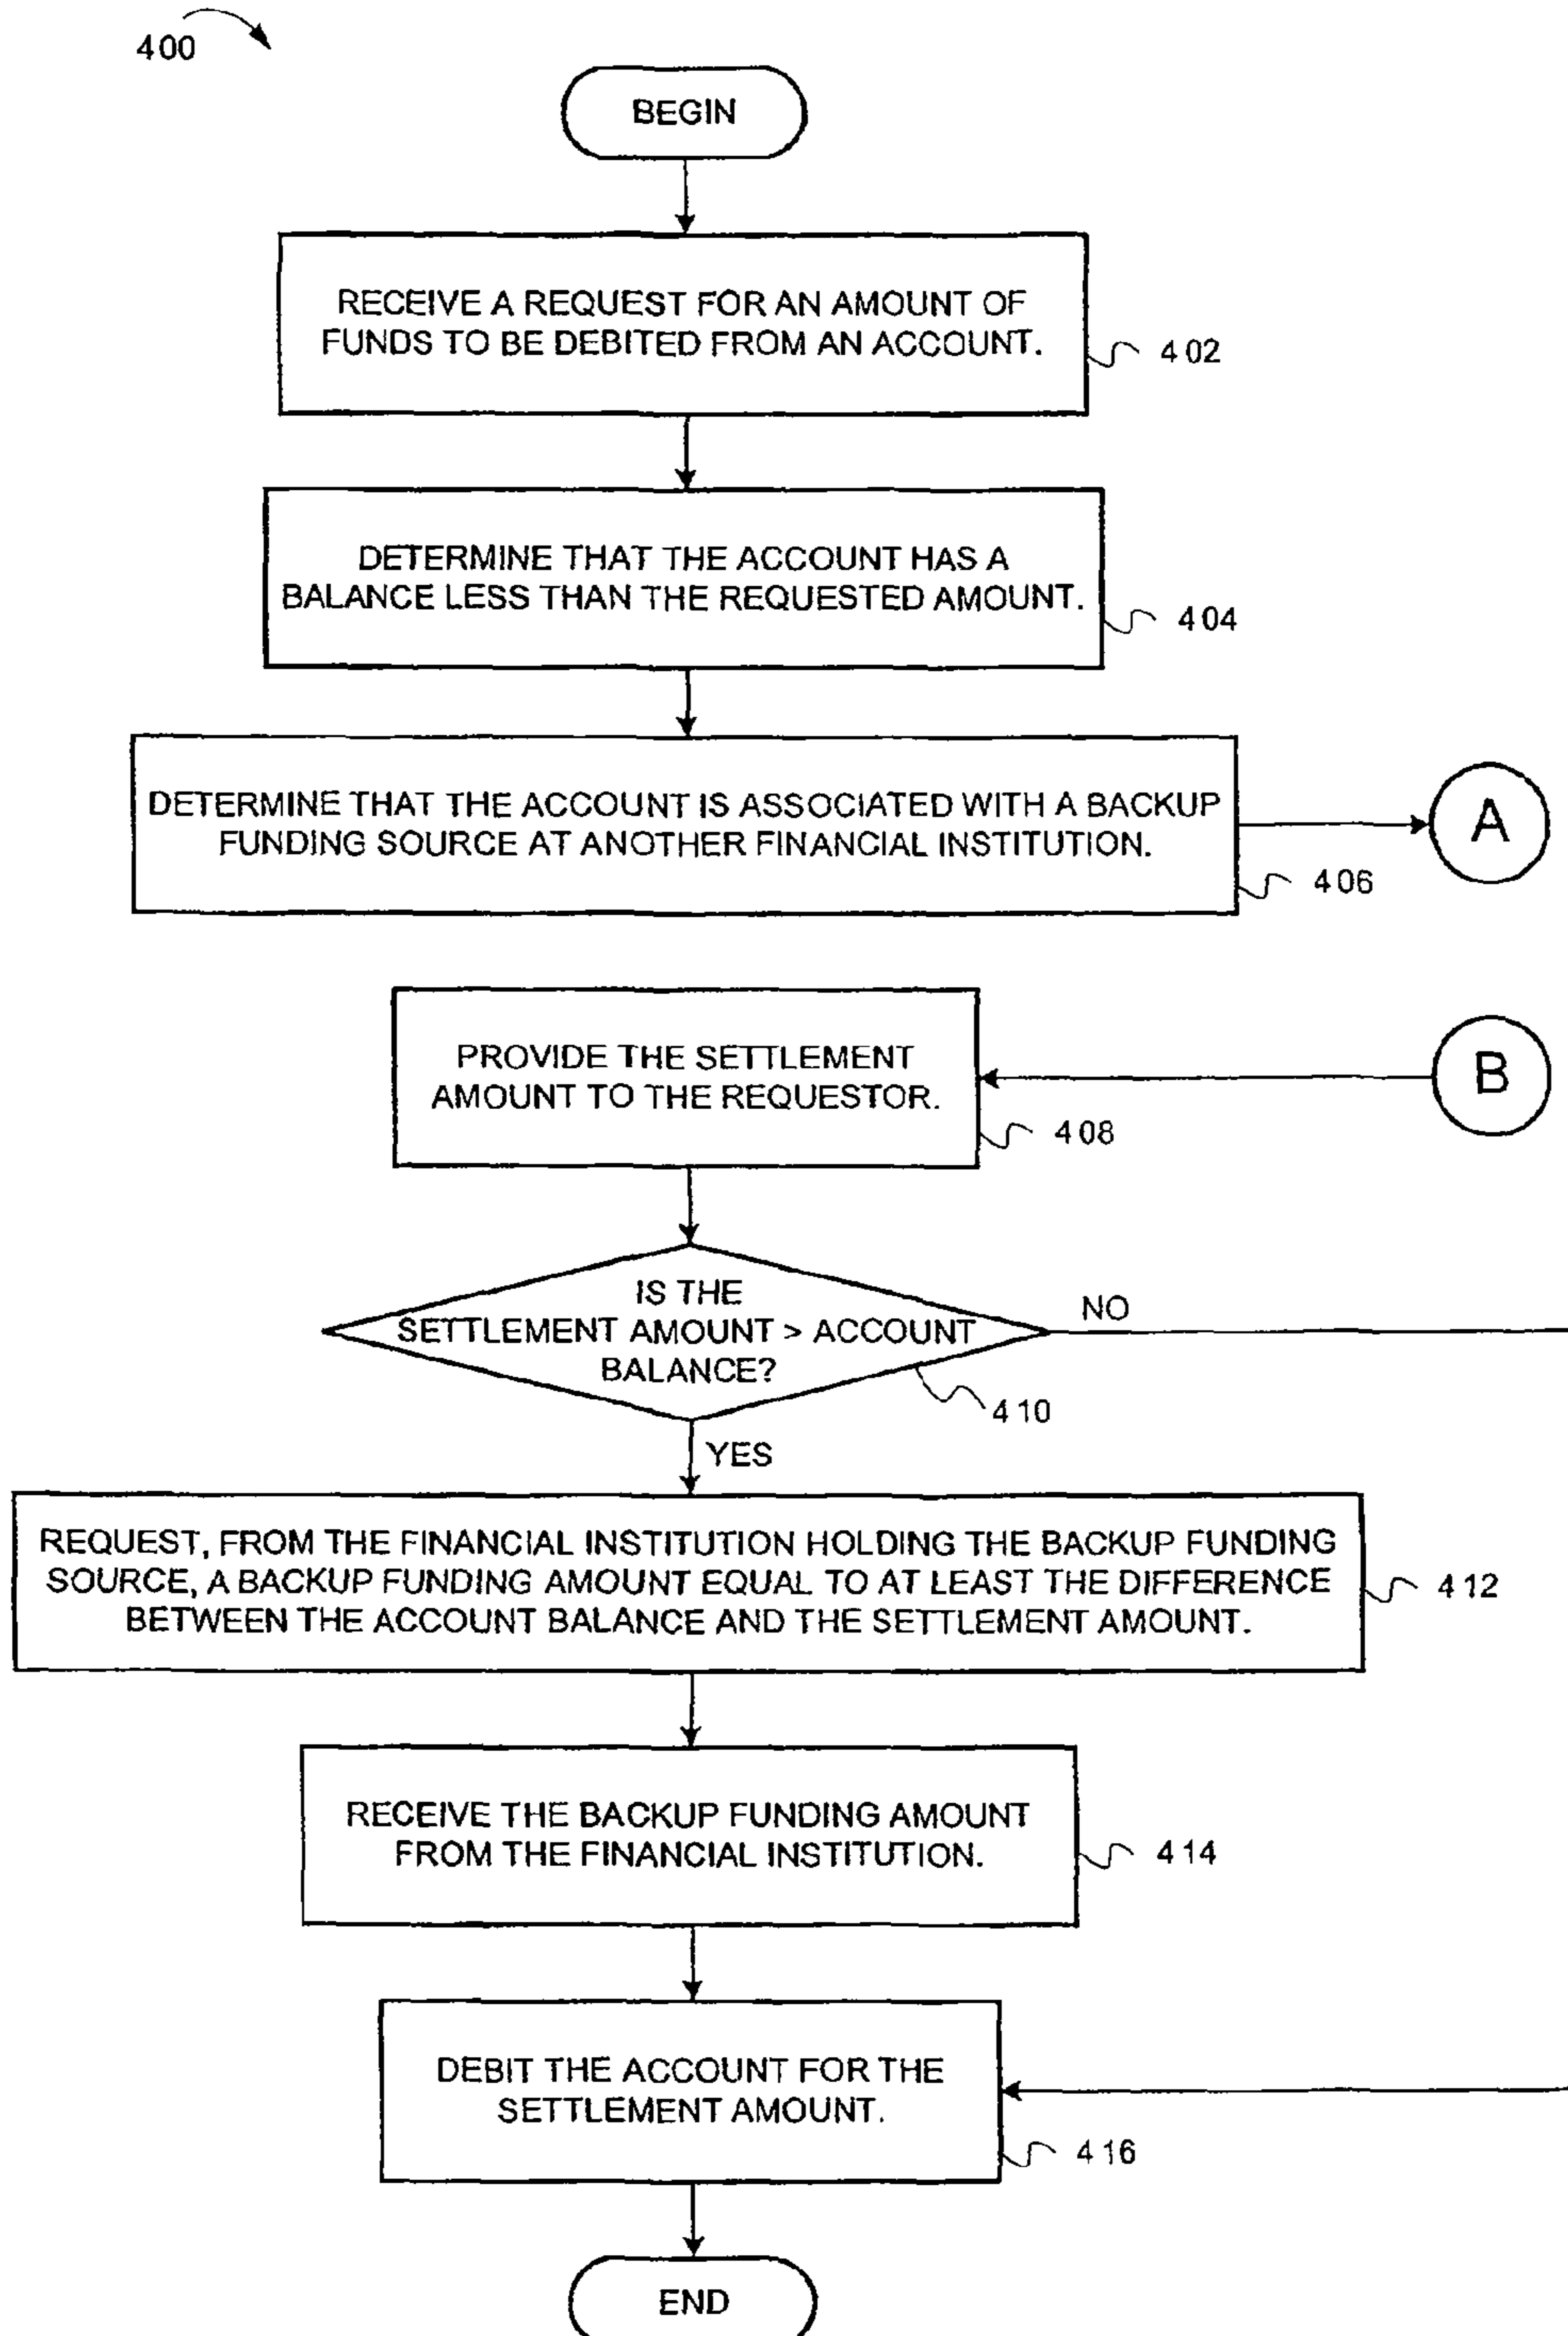 400
BEGIN
RECEIVE A REQUEST FOR AN AMOUNT OF
FUNDS TO BE DEBITED FROM AN ACCOUNT.
402
DETERMINE THAT THE ACCOUNT HAS A
BALANCE LESS THAN THE REQUESTED AMOUNT.
404
DETERMINE THAT THE ACCOUNT IS ASSOCIATED WITH A BACKUP
FUNDING SOURCE AT ANOTHER FINANCIAL INSTITUTION.
A
406
PROVIDE THE SETTLEMENT
AMOUNT TO THE REQUESTOR.
B
408
IS THE
SETTLEMENT AMOUNT > ACCOUNT
BALANCE?
NO
410
YES
REQUEST, FROM THE FINANCIAL INSTITUTION HOLDING THE BACKUP FUNDING
SOURCE, A BACKUP FUNDING AMOUNT EQUAL TO AT LEAST THE DIFFERENCE
BETWEEN THE ACCOUNT BALANCE AND THE SETTLEMENT AMOUNT.
412
RECEIVE THE BACKUP FUNDING AMOUNT
FROM THE FINANCIAL INSTITUTION.
414
DEBIT THE ACCOUNT FOR THE
SETTLEMENT AMOUNT.
416
END